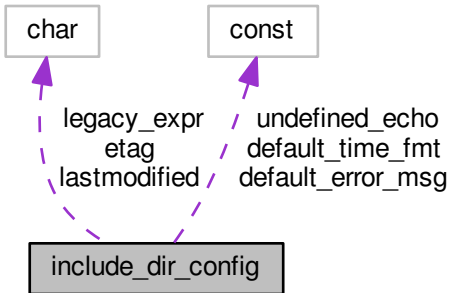 char
const
legacy_expr
etag
lastmodified
undefined_echo
default_time_fmt
default_error_msg
include_dir_config